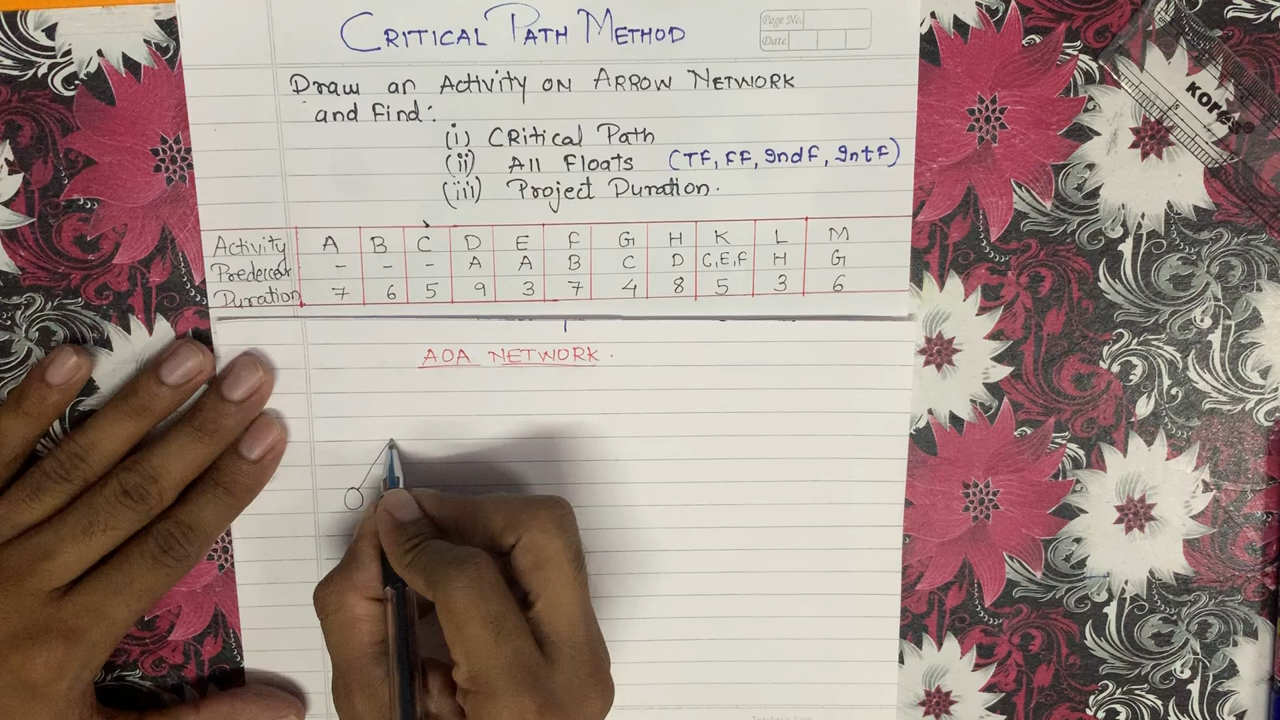 CRITICAL PATH METHOD
Page No.
Date
Draw an Activity on ARROW NETWORK
and Find:
(i) CRitical Path
(ii) All Floats (TF, FF, IndF, IntF)
(iii) Project Duration.
Activity A B C D E F G H K L M
Predecessor - - - A A B C D C,E,F H G
Duration 7 6 5 9 3 7 4 8 5 3 6
AOA NETWORK.
kores